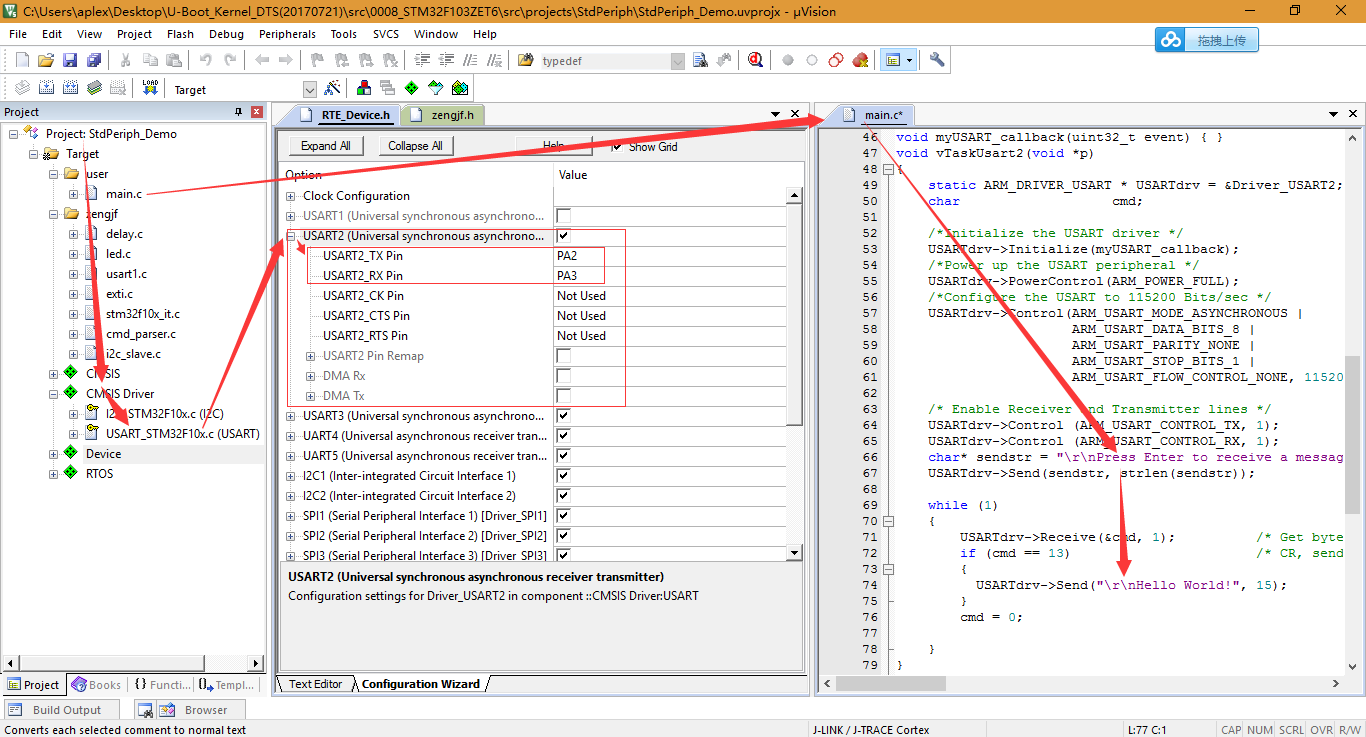 C:\Users\aplex\Desktop\U-Boot_Kernel_DTS(20170721)\src\0008_STM32F103ZET6\src\projects\StdPeriph\StdPeriph_Demo.uvprojx - µVision
File Edit View Project Flash Debug Peripherals Tools SVCS Window Help
拖拽上传
typedef
LOAD Target
Project
Project: StdPeriph_Demo
Target
user
main.c
zengjf
delay.c
led.c
usart1.c
exti.c
stm32f10x_it.c
cmd_parser.c
i2c_slave.c
CMSIS
CMSIS Driver
I2C_STM32F10x.c (I2C)
USART_STM32F10x.c (USART)
Device
RTOS
Project Books {} Functi... Templ...
RTE_Device.h zengjf.h
Expand All Collapse All Help Show Grid
Option Value
Clock Configuration
USART1 (Universal synchronous asynchrono...
USART2 (Universal synchronous asynchrono...
USART2_TX Pin PA2
USART2_RX Pin PA3
USART2_CK Pin Not Used
USART2_CTS Pin Not Used
USART2_RTS Pin Not Used
USART2 Pin Remap
DMA Rx
DMA Tx
USART3 (Universal synchronous asynchrono...
UART4 (Universal asynchronous receiver tran...
UART5 (Universal asynchronous receiver tran...
I2C1 (Inter-integrated Circuit Interface 1)
I2C2 (Inter-integrated Circuit Interface 2)
SPI1 (Serial Peripheral Interface 1) [Driver_SPI1]
SPI2 (Serial Peripheral Interface 2) [Driver_SPI2]
SPI3 (Serial Peripheral Interface 3) [Driver_SPI3]
USART2 (Universal synchronous asynchronous receiver transmitter)
Configuration settings for Driver_USART2 in component ::CMSIS Driver:USART
Text Editor Configuration Wizard
main.c*
46 void myUSART_callback(uint32_t event) { }
47 void vTaskUsart2(void *p)
48 {
49 static ARM_DRIVER_USART * USARTdrv = &Driver_USART2;
50 char cmd;
51
52 /*Initialize the USART driver */
53 USARTdrv->Initialize(myUSART_callback);
54 /*Power up the USART peripheral */
55 USARTdrv->PowerControl(ARM_POWER_FULL);
56 /*Configure the USART to 115200 Bits/sec */
57 USARTdrv->Control(ARM_USART_MODE_ASYNCHRONOUS |
58 ARM_USART_DATA_BITS_8 |
59 ARM_USART_PARITY_NONE |
60 ARM_USART_STOP_BITS_1 |
61 ARM_USART_FLOW_CONTROL_NONE, 11520
62
63 /* Enable Receiver and Transmitter lines */
64 USARTdrv->Control (ARM_USART_CONTROL_TX, 1);
65 USARTdrv->Control (ARM_USART_CONTROL_RX, 1);
66 char* sendstr = "\r\nPress Enter to receive a messag
67 USARTdrv->Send(sendstr, strlen(sendstr));
68
69 while (1)
70 {
71 USARTdrv->Receive(&cmd, 1); /* Get byte
72 if (cmd == 13) /* CR, send
73 {
74 USARTdrv->Send("\r\nHello World!", 15);
75 }
76 cmd = 0;
77
78 }
79 }
Build Output Browser
Converts each selected comment to normal text J-LINK / J-TRACE Cortex L:77 C:1 CAP NUM SCRL OVR R/W